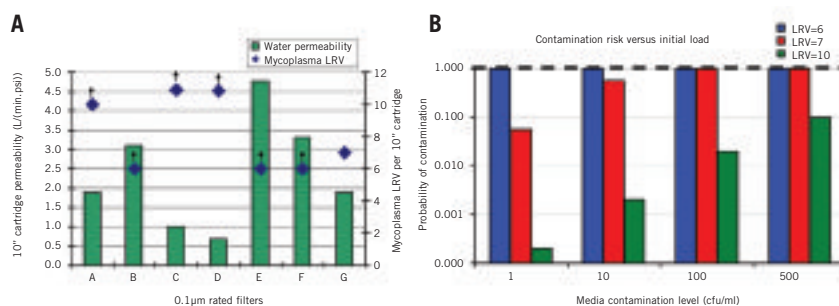 A
Water permeability
Mycoplasma LRV
10" cartridge permeability (L/(min.psi)
5.0
4.5
4.0
3.5
3.0
2.5
2.0
1.5
1.0
0.5
0.0
12
10
8
6
4
2
0
Mycoplasma LRV per 10" cartridge
A B C D E F G
0.1µm rated filters
B
Contamination risk versus initial load
LRV=6
LRV=7
LRV=10
Probability of contamination
1.000
0.100
0.010
0.001
0.000
1 10 100 500
Media contamination level (cfu/ml)